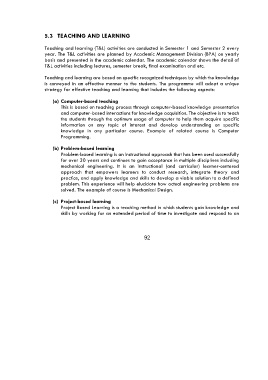 5.3 TEACHING AND LEARNING
Teaching and learning (T&L) activities are conducted in Semester 1 and Semester 2 every
year. The T&L activities are planned by Academic Management Division (BPA) on yearly
basis and presented in the academic calendar. The academic calendar shows the detail of
T&L activities including lectures, semester break, final examination and etc.
Teaching and learning are based on specific recognized techniques by which the knowledge
is conveyed in an effective manner to the students. The programme will adopt a unique
strategy for effective teaching and learning that includes the following aspects:
(a) Computer-based teaching
This is based on teaching process through computer-based knowledge presentation
and computer-based interactions for knowledge acquisition. The objective is to teach
the students through the optimum usage of computer to help them acquire specific
information on any topic of interest and develop understanding on specific
knowledge in any particular course. Example of related course is Computer
Programming.
(b) Problem-based learning
Problem-based learning is an instructional approach that has been used successfully
for over 30 years and continues to gain acceptance in multiple disciplines including
mechanical engineering. It is an instructional (and curricular) learner-centered
approach that empowers learners to conduct research, integrate theory and
practice, and apply knowledge and skills to develop a viable solution to a defined
problem. This experience will help elucidate how actual engineering problems are
solved. The example of course is Mechanical Design.
(c) Project-based learning
Project Based Learning is a teaching method in which students gain knowledge and
skills by working for an extended period of time to investigate and respond to an
92